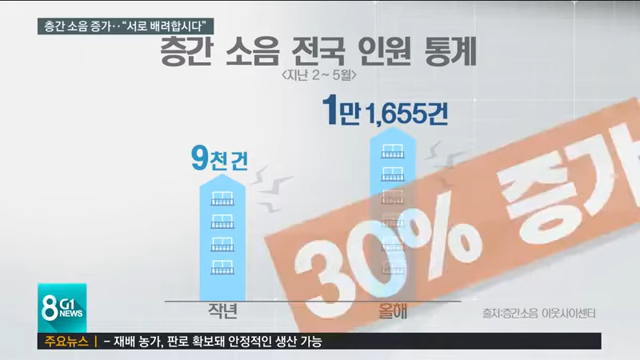 층간 소음 증가··"서로 배려합시다"
층간 소음 전국 인원 통계
<지난 2~5월>
1만 1,655건
9천 건
30% 증가
작년
올해
출처:층간소음 이웃사이센터
8 G1
NEWS
주요뉴스 - 재배 농가, 판로 확보돼 안정적인 생산 가능